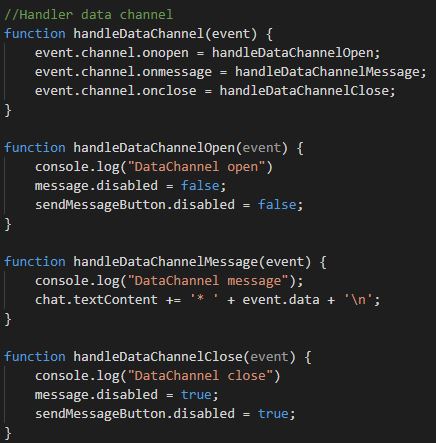 //Handler data channel
function handleDataChannel(event) {
    event.channel.onopen = handleDataChannelOpen;
    event.channel.onmessage = handleDataChannelMessage;
    event.channel.onclose = handleDataChannelClose;
}

function handleDataChannelOpen(event) {
    console.log("DataChannel open")
    message.disabled = false;
    sendMessageButton.disabled = false;
}

function handleDataChannelMessage(event) {
    console.log("DataChannel message");
    chat.textContent += '* ' + event.data + '\n';
}

function handleDataChannelClose(event) {
    console.log("DataChannel close")
    message.disabled = true;
    sendMessageButton.disabled = true;
}